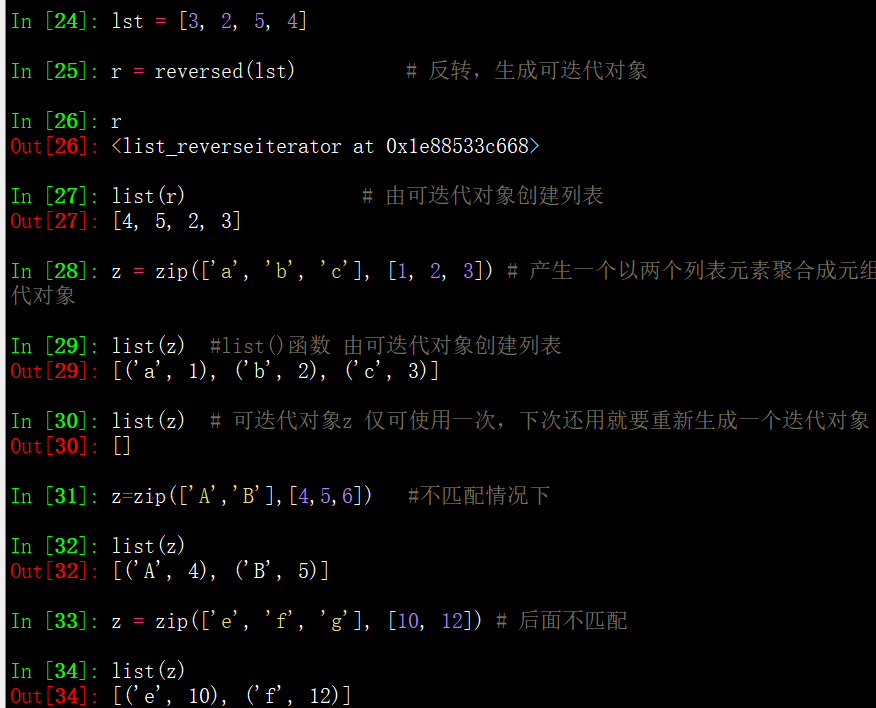 In [24]: lst = [3, 2, 5, 4]
In [25]: r = reversed(lst)          # 反转，生成可迭代对象
In [26]: r
Out[26]: <list_reverseiterator at 0x1e88533c668>
In [27]: list(r)               # 由可迭代对象创建列表
Out[27]: [4, 5, 2, 3]
In [28]: z = zip(['a', 'b', 'c'], [1, 2, 3]) # 产生一个以两个列表元素聚合成元组
代对象
In [29]: list(z)  #list()函数 由可迭代对象创建列表
Out[29]: [('a', 1), ('b', 2), ('c', 3)]
In [30]: list(z)  # 可迭代对象z 仅可使用一次，下次还用就要重新生成一个迭代对象
Out[30]: []
In [31]: z=zip(['A','B'],[4,5,6])   #不匹配情况下
In [32]: list(z)
Out[32]: [('A', 4), ('B', 5)]
In [33]: z = zip(['e', 'f', 'g'], [10, 12]) # 后面不匹配
In [34]: list(z)
Out[34]: [('e', 10), ('f', 12)]